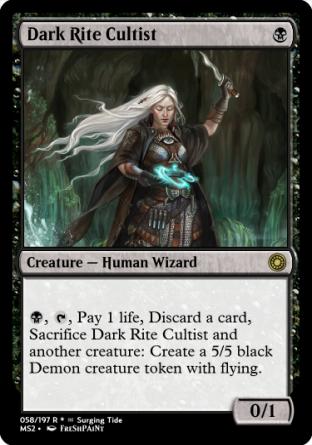 Dark Rite Cultist
Creature — Human Wizard
, , Pay 1 life, Discard a card,
Sacrifice Dark Rite Cultist and
another creature: Create a 5/5 black
Demon creature token with flying.
058/197 R * = Surging Tide
MS2 • FRESHPAINT
0/1